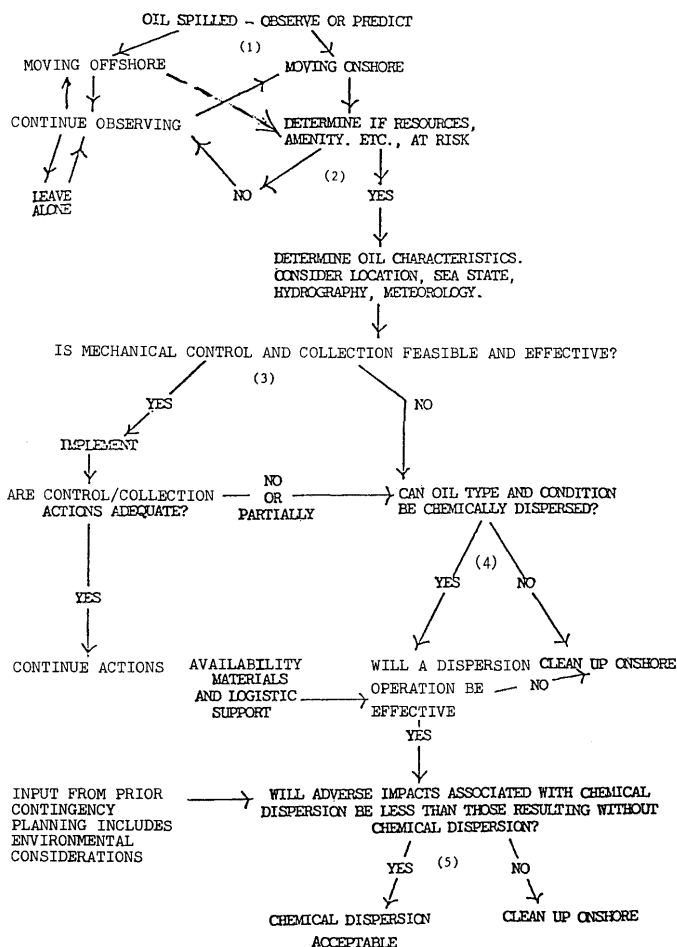 OIL SPILLED - OBSERVE OR PREDICT
(1)
MOVING OFFSHORE
MOVING ONSHORE
CONTINUE OBSERVING
DETERMINE IF RESOURCES,
AMENITY. ETC., AT RISK
(2)
LEAVE
ALONE
NO
YES
DETERMINE OIL CHARACTERISTICS.
CONSIDER LOCATION, SEA STATE,
HYDROGRAPHY, METEOROLOGY.
IS MECHANICAL CONTROL AND COLLECTION FEASIBLE AND EFFECTIVE?
(3)
YES
NO
IMPLEMENT
ARE CONTROL/COLLECTION
ACTIONS ADEQUATE?
NO
OR
PARTIALLY
CAN OIL TYPE AND CONDITION
BE CHEMICALLY DISPERSED?
(4)
YES
YES
NO
CONTINUE ACTIONS
AVAILABILITY
MATERIALS
AND LOGISTIC
SUPPORT
WILL A DISPERSION
OPERATION BE
EFFECTIVE
NO
CLEAN UP ONSHORE
YES
INPUT FROM PRIOR
CONTINGENCY
PLANNING INCLUDES
ENVIRONMENTAL
CONSIDERATIONS
WILL ADVERSE IMPACTS ASSOCIATED WITH CHEMICAL
DISPERSION BE LESS THAN THOSE RESULTING WITHOUT
CHEMICAL DISPERSION?
(5)
YES
NO
CHEMICAL DISPERSION
ACCEPTABLE
CLEAN UP ONSHORE